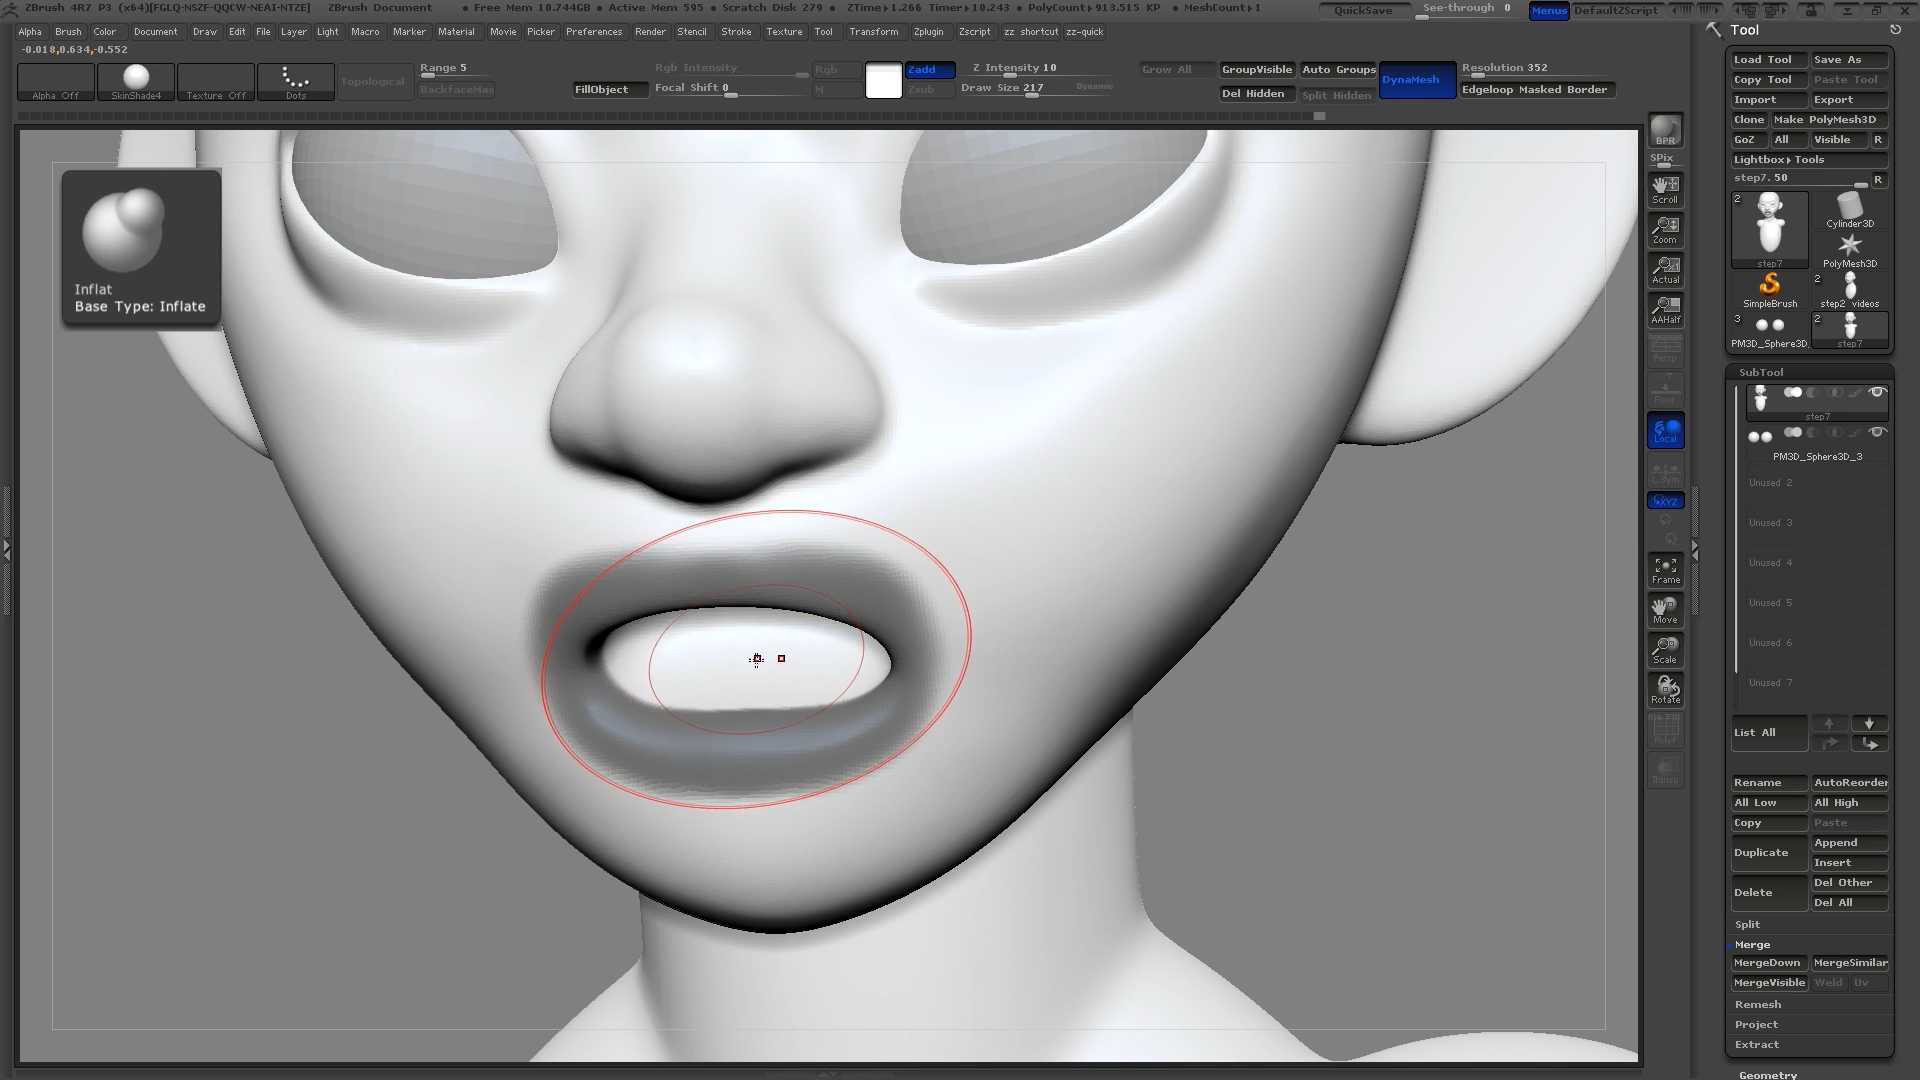 ZBrush 4R7 P3 (x64)[FGLQ-NSZF-QQCW-NEAI-NTZE] ZBrush Document • Free Mem 10.744GB • Active Mem 595 • Scratch Disk 279 • ZTime▸1.266 Timer▸10.243 • PolyCount▸913.515 KP • MeshCount▸1 QuickSave See-through 0 Menus DefaultZScript
Alpha Brush Color Document Draw Edit File Layer Light Macro Marker Material Movie Picker Preferences Render Stencil Stroke Texture Tool Transform Zplugin Zscript zz shortcut zz-quick
-0.018,0.634,-0.552
Alpha Off
SkinShade4
Texture Off
Dots
Topological
Range 5
BackfaceMas
FillObject
Rgb Intensity
Focal Shift 0
Rgb
M
Zadd
Zsub
Z Intensity 10
Draw Size 217 Dynamic
Grow All GroupVisible Auto Groups
Del Hidden Split Hidden
DynaMesh
Resolution 352
Edgeloop Masked Border
Inflat
Base Type: Inflate
BPR
SPix
Scroll
Zoom
Actual
AAHalf
Persp
Floor
Local
L.Sym
XYZ
Frame
Move
Scale
Rotate
PolyF
Transp
Tool
Load Tool Save As
Copy Tool Paste Tool
Import Export
Clone Make PolyMesh3D
GoZ All Visible R
Lightbox▸Tools
step7. 50 R
2
step7
Cylinder3D
PolyMesh3D
SimpleBrush
2
step2_videos
3
PM3D_Sphere3D_
2
step7
SubTool
step7
PM3D_Sphere3D_3
Unused 2
Unused 3
Unused 4
Unused 5
Unused 6
Unused 7
List All
Rename AutoReorder
All Low All High
Copy Paste
Duplicate Append
Insert
Delete Del Other
Del All
Split
Merge
MergeDown MergeSimilar
MergeVisible Weld Uv
Remesh
Project
Extract
Geometry